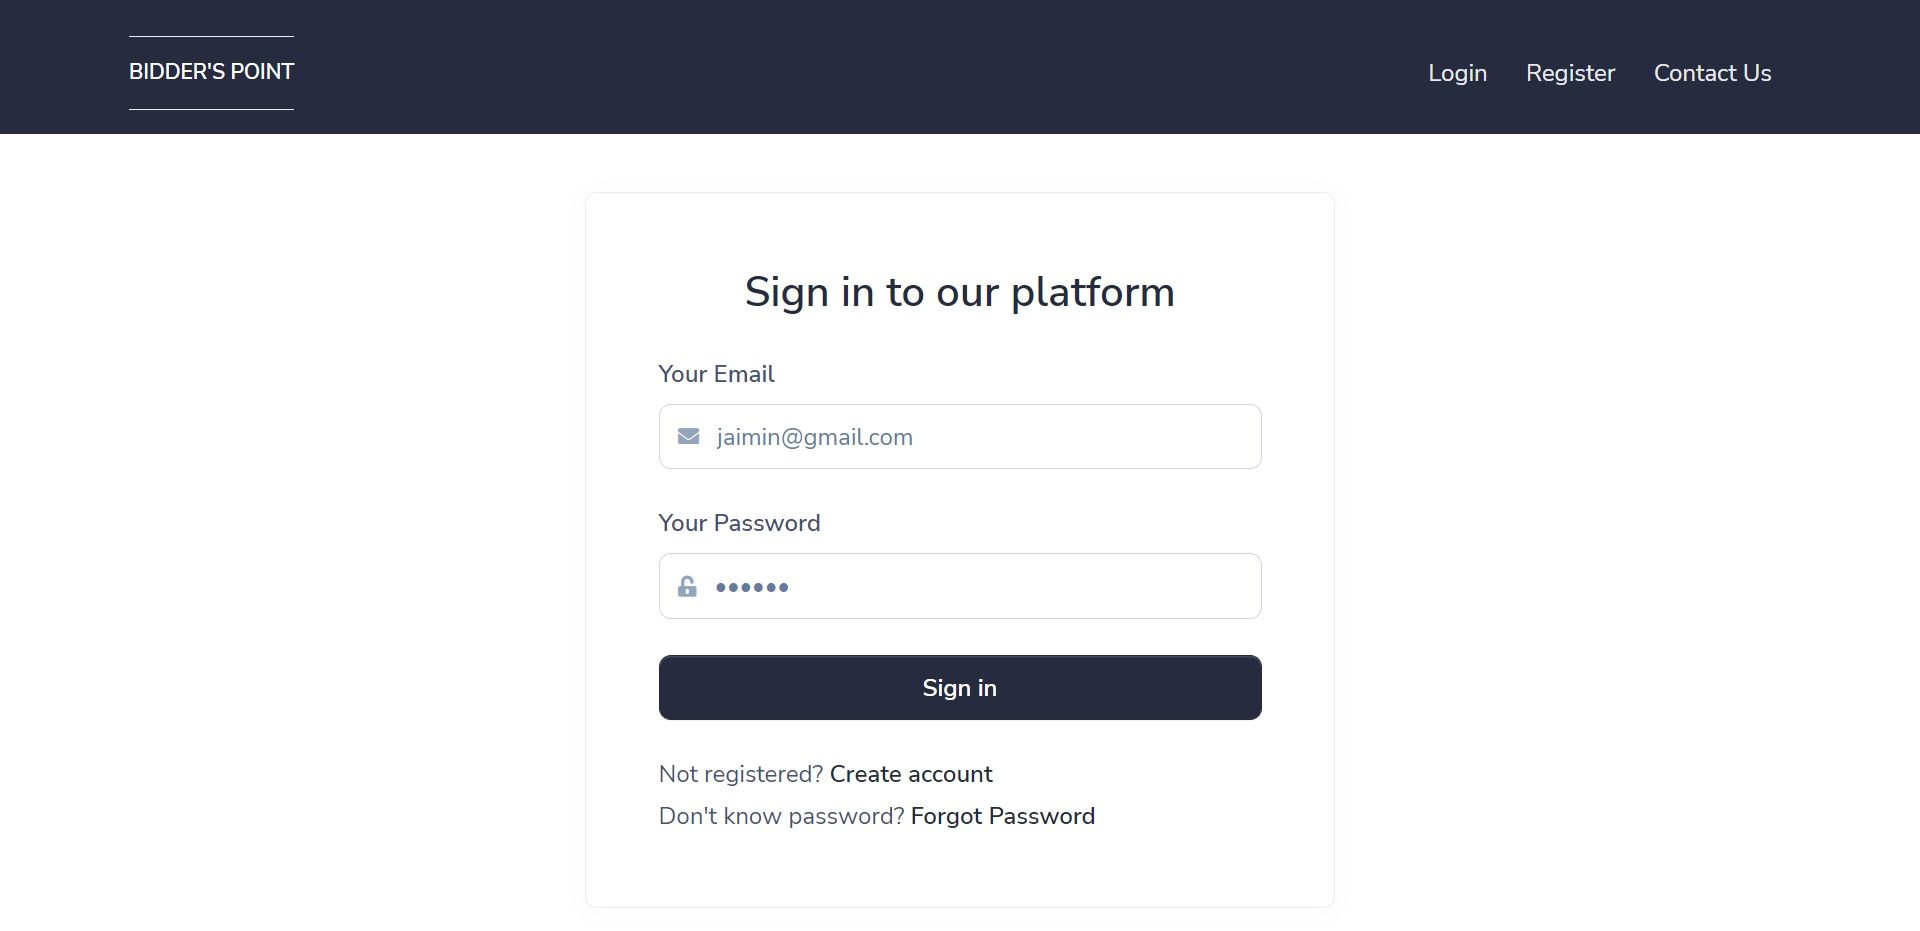 BIDDER'S POINT
Login Register Contact Us
Sign in to our platform
Your Email
jaimin@gmail.com
Your Password
••••••
Sign in
Not registered? Create account
Don't know password? Forgot Password